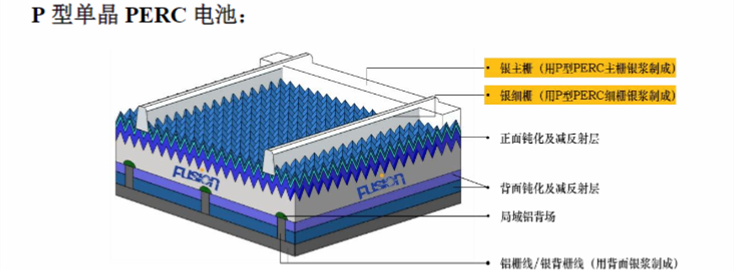 P 型单晶 PERC 电池：
银主栅（用P型PERC主栅银浆制成）
银细栅（用P型PERC细栅银浆制成）
正面钝化及减反射层
FUSION FUSION
背面钝化及减反射层
局域铝背场
铝栅线/银背栅线（用背面银浆制成）